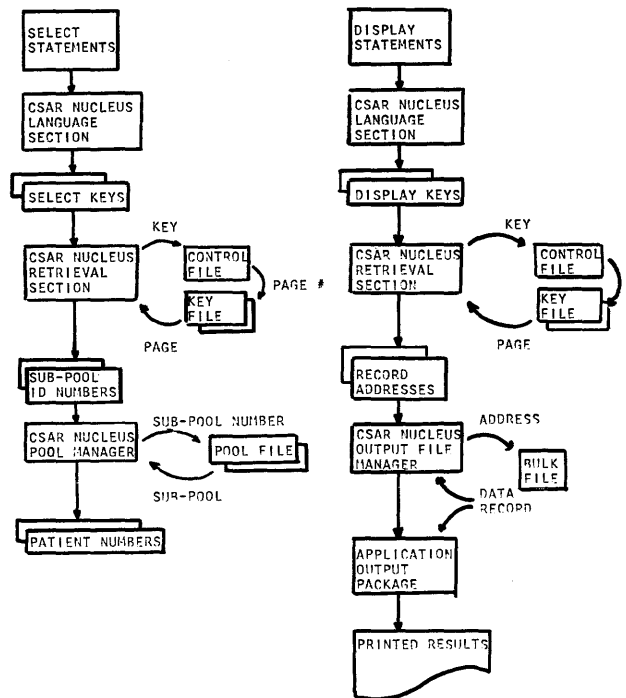 SELECT
STATEMENTS
CSAR NUCLEUS
LANGUAGE
SECTION
SELECT KEYS
CSAR NUCLEUS
RETRIEVAL
SECTION
KEY
CONTROL
FILE
PAGE #
KEY
FILE
PAGE
SUB-POOL
ID NUMBERS
CSAR NUCLEUS
POOL MANAGER
SUB-POOL NUMBER
POOL FILE
SUB-POOL
PATIENT NUMBERS
DISPLAY
STATEMENTS
CSAR NUCLEUS
LANGUAGE
SECTION
DISPLAY KEYS
CSAR NUCLEUS
RETRIEVAL
SECTION
KEY
CONTROL
FILE
KEY
FILE
PAGE
RECORD
ADDRESSES
CSAR NUCLEUS
OUTPUT FILE
MANAGER
ADDRESS
BULK
FILE
DATA
RECORD
APPLICATION
OUTPUT
PACKAGE
PRINTED RESULTS